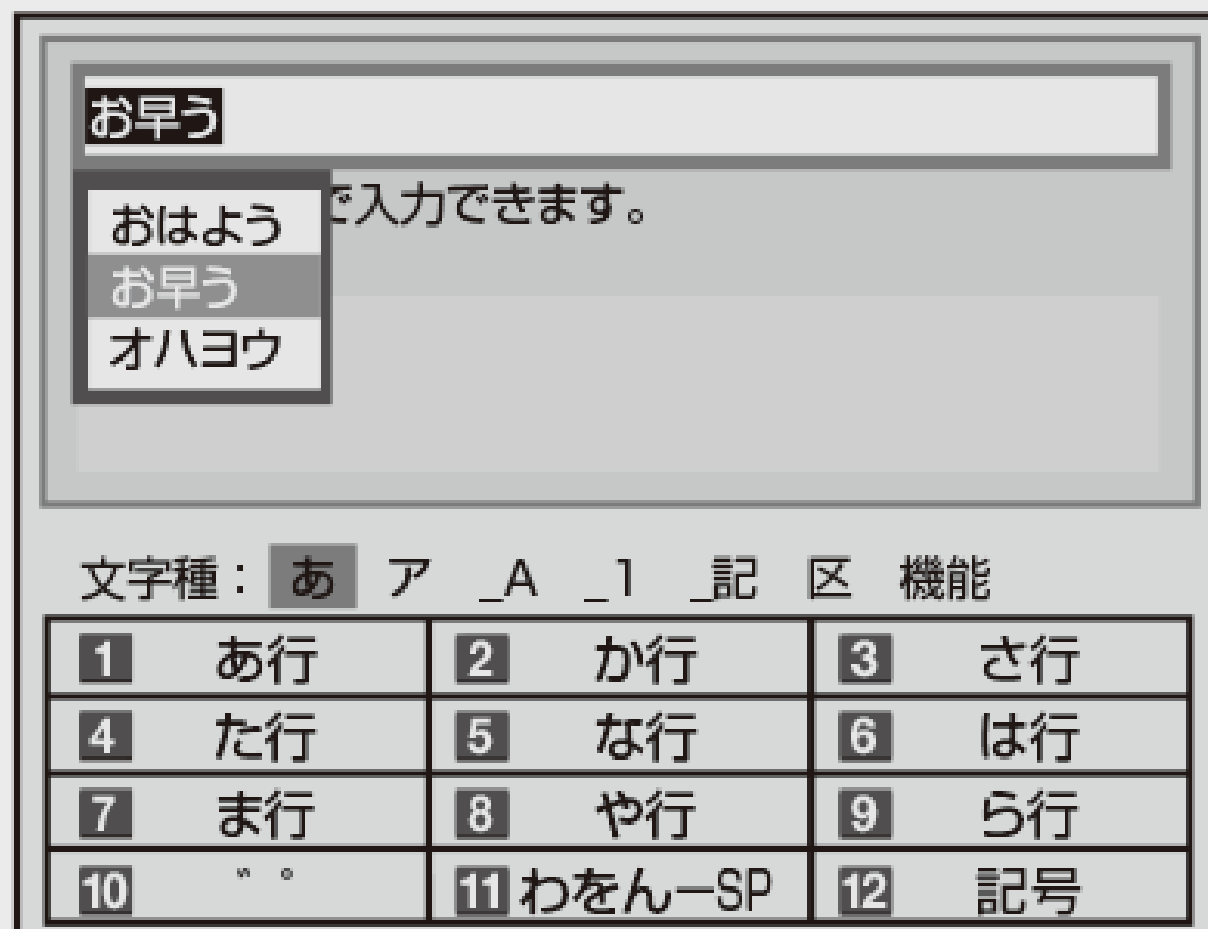 お早う
で入力できます。
おはよう
お早う
オハヨウ
文字種： あ ア _A _1 _記 区 機能
1 あ行 2 か行 3 さ行
4 た行 5 な行 6 は行
7 ま行 8 や行 9 ら行
10 ゛゜ 11 わをんーSP 12 記号